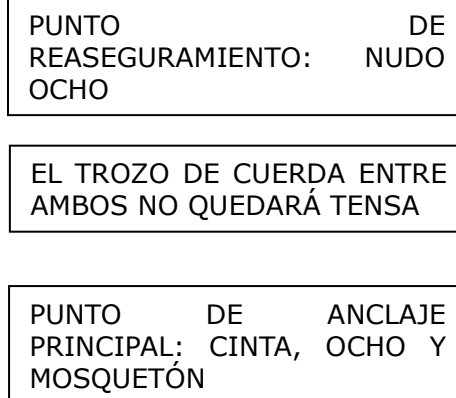 PUNTO DE
REASEGURAMIENTO: NUDO
OCHO
EL TROZO DE CUERDA ENTRE
AMBOS NO QUEDARÁ TENSA
PUNTO DE ANCLAJE
PRINCIPAL: CINTA, OCHO Y
MOSQUETÓN